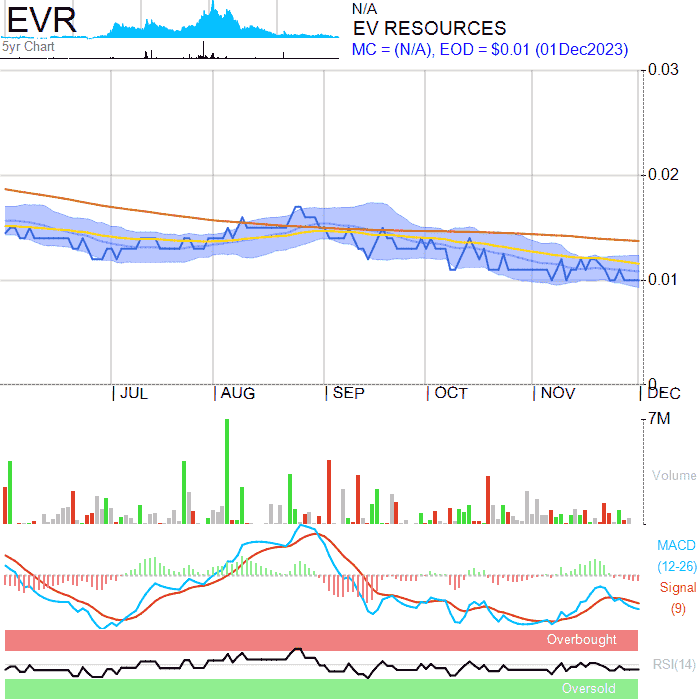 EVR
5yr Chart
N/A
EV RESOURCES
MC = (N/A), EOD = $0.01 (01Dec2023)
0.03
0.02
0.01
0
JUL
AUG
SEP
OCT
NOV
DEC
7M
Volume
MACD
(12-26)
Signal
(9)
Overbought
RSI(14)
Oversold